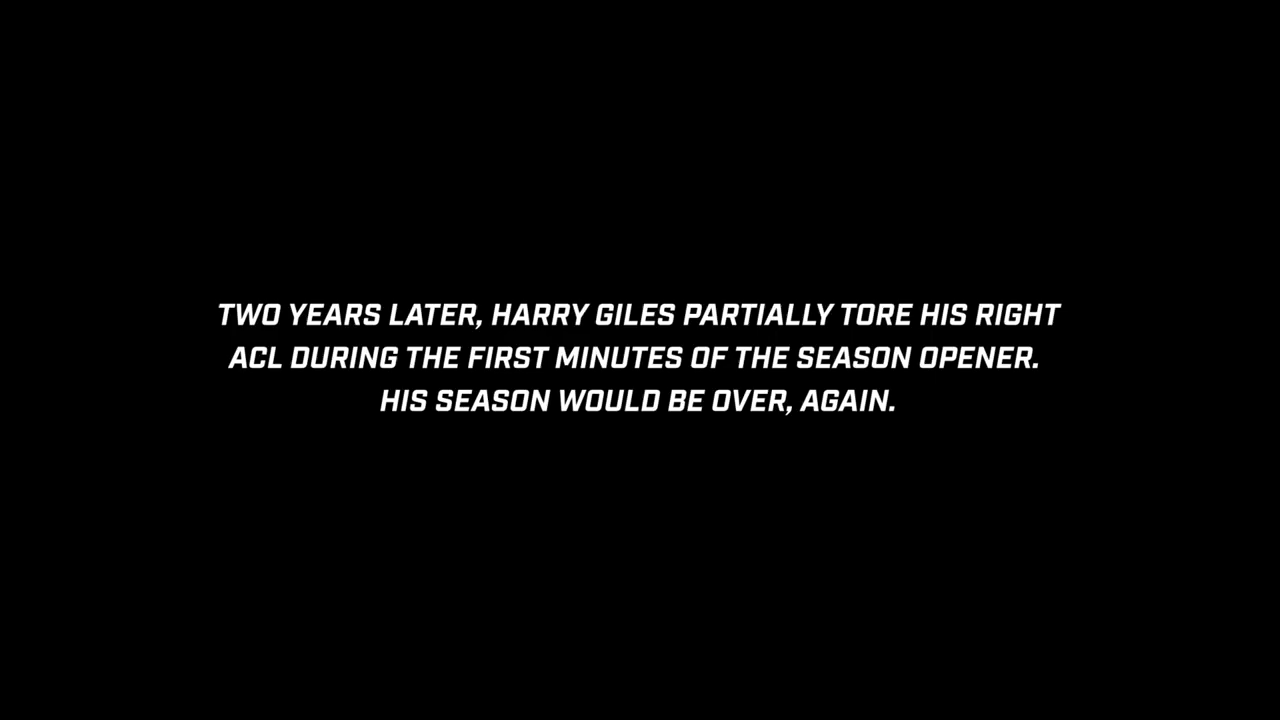 TWO YEARS LATER, HARRY GILES PARTIALLY TORE HIS RIGHT
ACL DURING THE FIRST MINUTES OF THE SEASON OPENER.
HIS SEASON WOULD BE OVER, AGAIN.